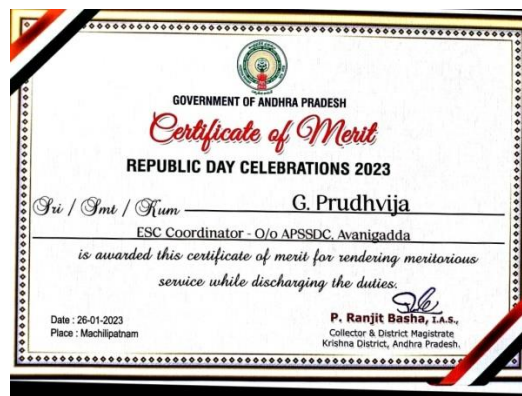 GOVERNMENT OF ANDHRA PRADESH
Certificate of Merit
REPUBLIC DAY CELEBRATIONS 2023
Sri / Smt / Kum G. Prudhvija
ESC Coordinator - O/o APSSDC, Avanigadda
is awarded this certificate of merit for rendering meritorious
service while discharging the duties.
Date : 26-01-2023
Place : Machilipatnam
P. Ranjit Basha, I.A.S.,
Collector & District Magistrate
Krishna District, Andhra Pradesh.